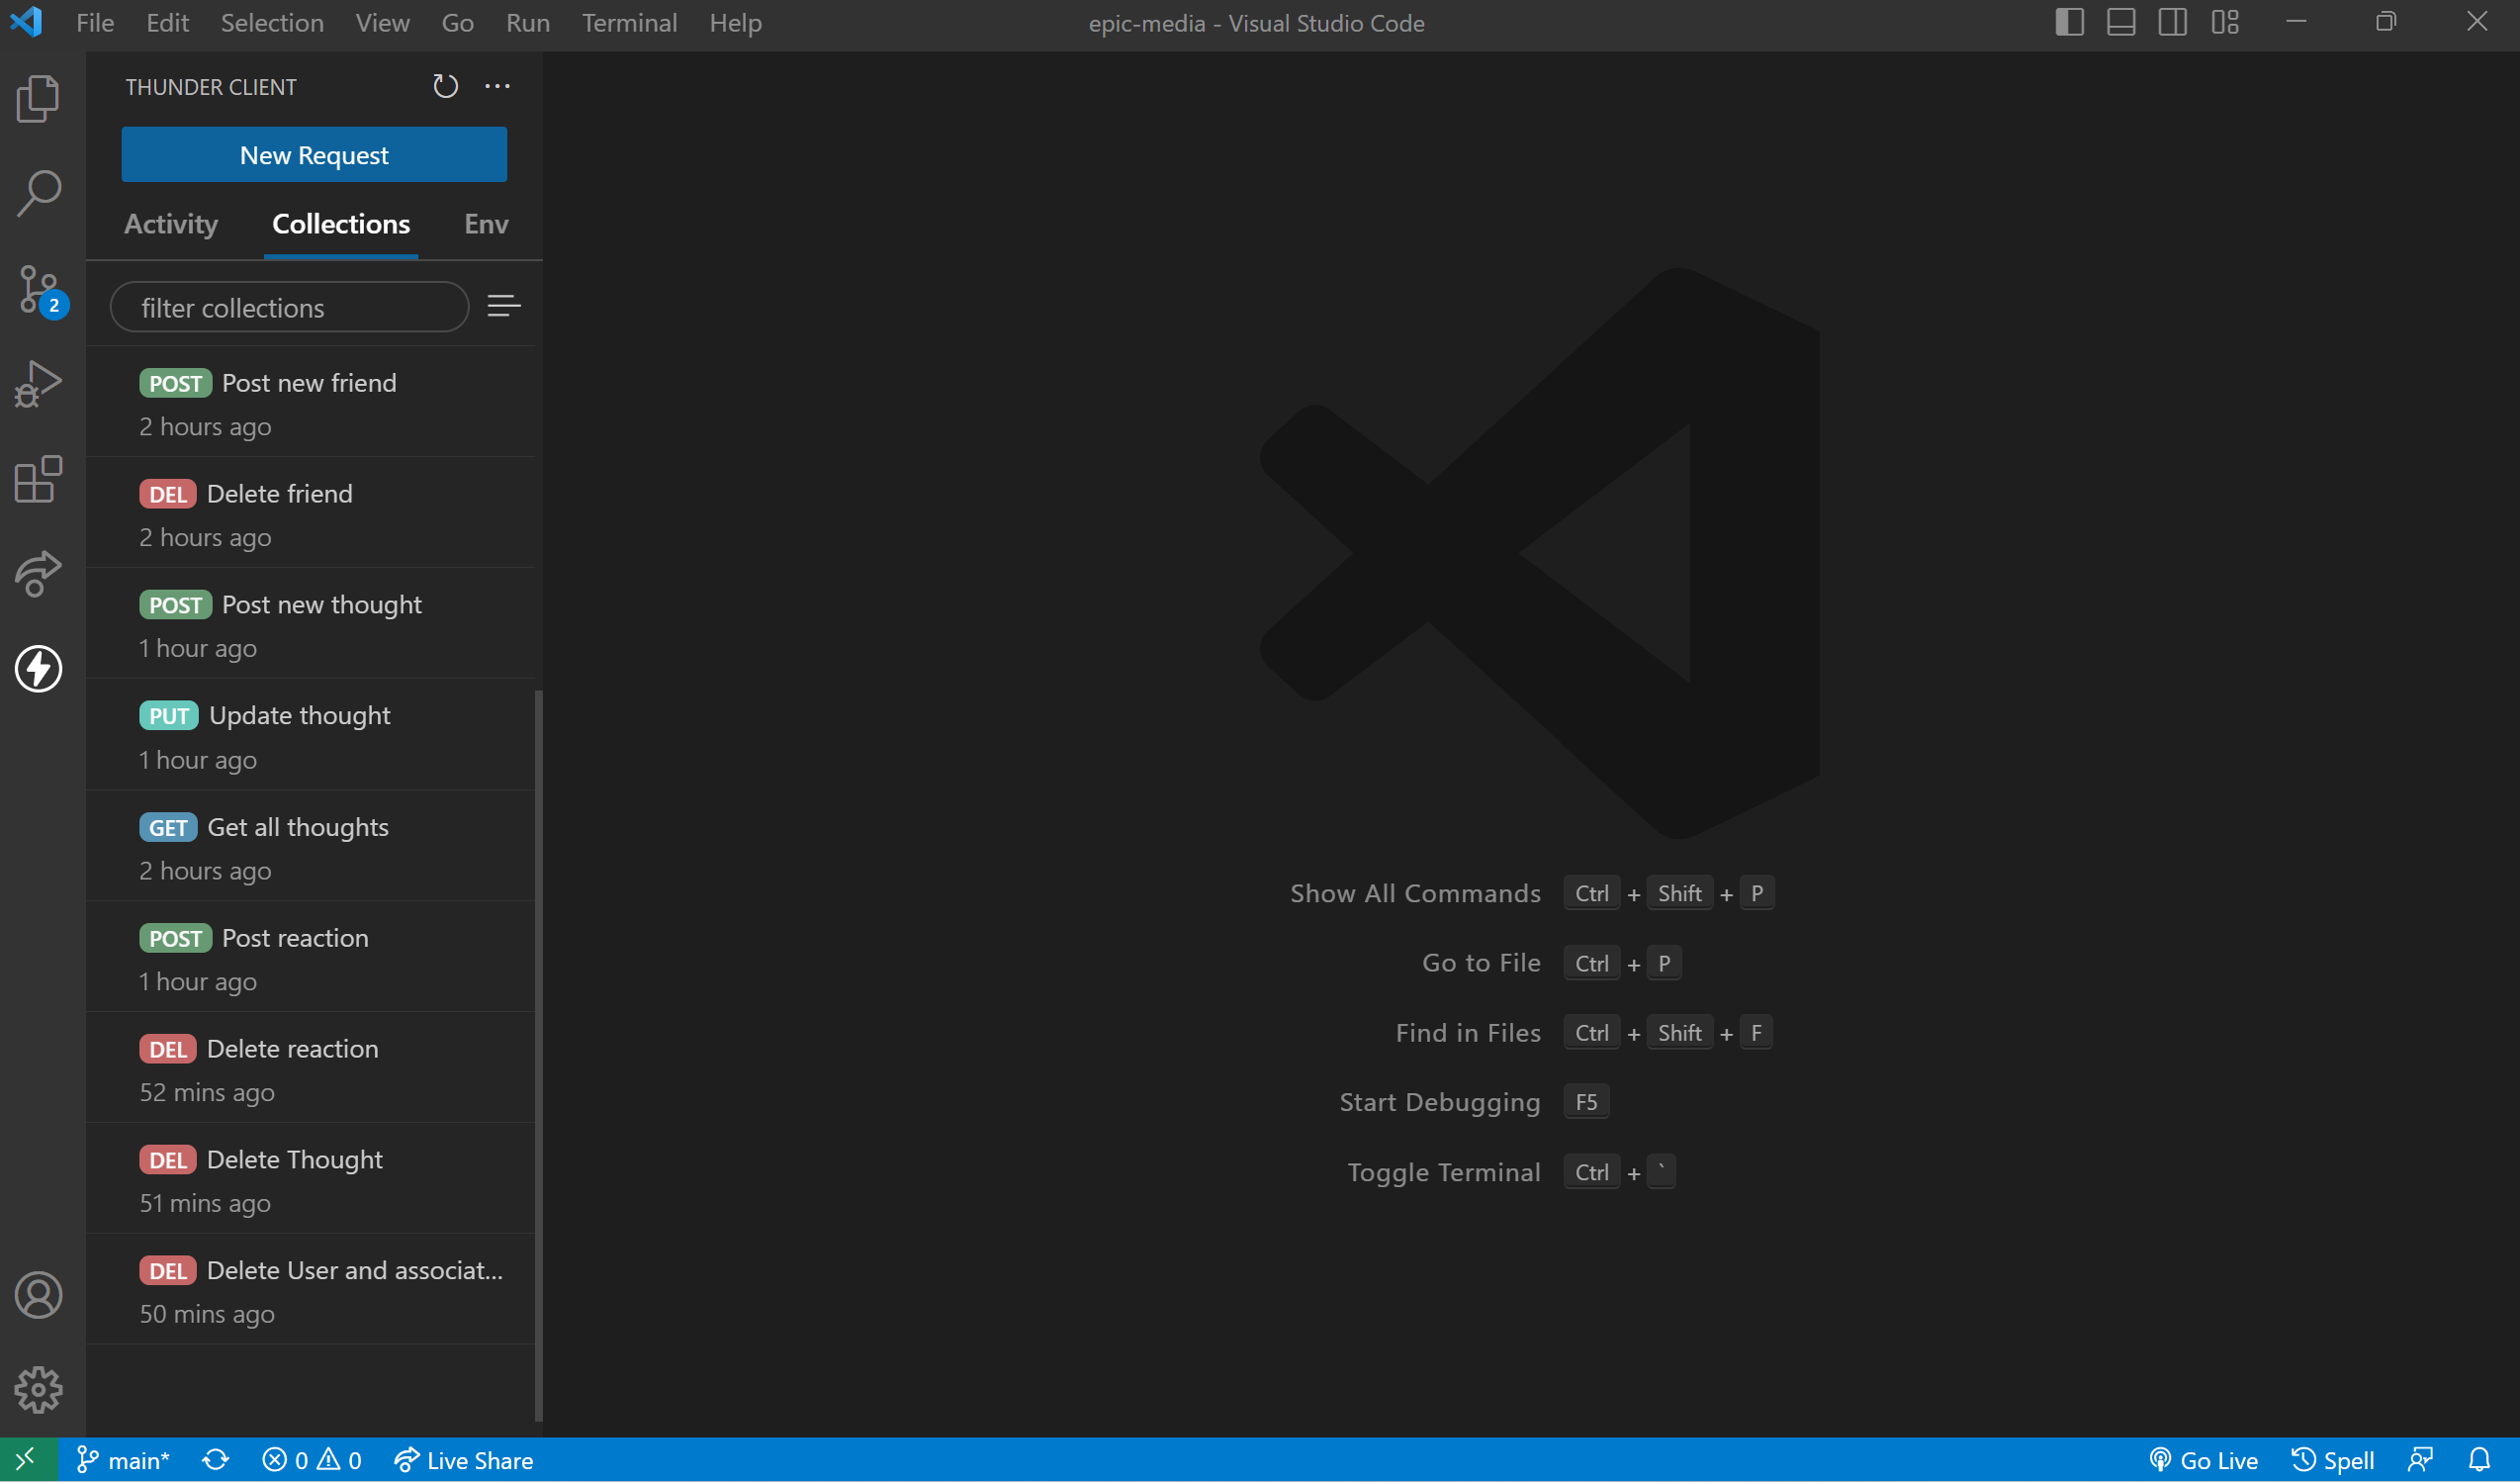 File Edit Selection View Go Run Terminal Help epic-media - Visual Studio Code
THUNDER CLIENT
New Request
Activity Collections Env
2
filter collections
POST Post new friend
2 hours ago
DEL Delete friend
2 hours ago
POST Post new thought
1 hour ago
PUT Update thought
1 hour ago
GET Get all thoughts
2 hours ago
POST Post reaction
1 hour ago
DEL Delete reaction
52 mins ago
DEL Delete Thought
51 mins ago
DEL Delete User and associat...
50 mins ago
Show All Commands Ctrl + Shift + P
Go to File Ctrl + P
Find in Files Ctrl + Shift + F
Start Debugging F5
Toggle Terminal Ctrl + `
main* 0 0 Live Share Go Live Spell